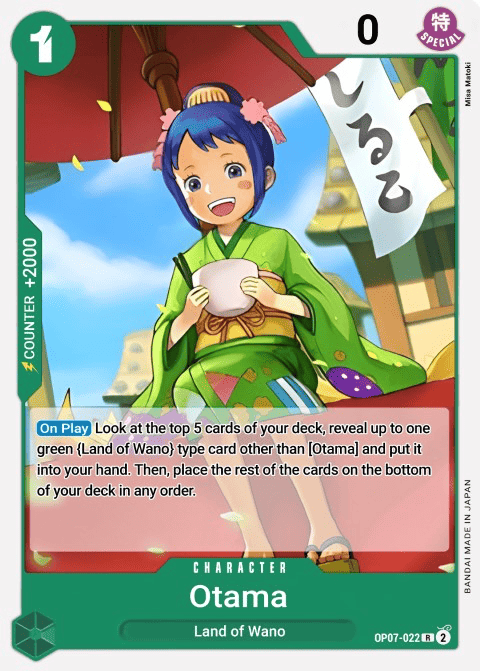 1
0
特
SPECIAL
Misa Matoki
しるこ
COUNTER +2000
On Play Look at the top 5 cards of your deck, reveal up to one
green {Land of Wano} type card other than [Otama] and put it
into your hand. Then, place the rest of the cards on the bottom
of your deck in any order.
BANDAI MADE IN JAPAN
CHARACTER
Otama
Land of Wano
OP07-022 R 2